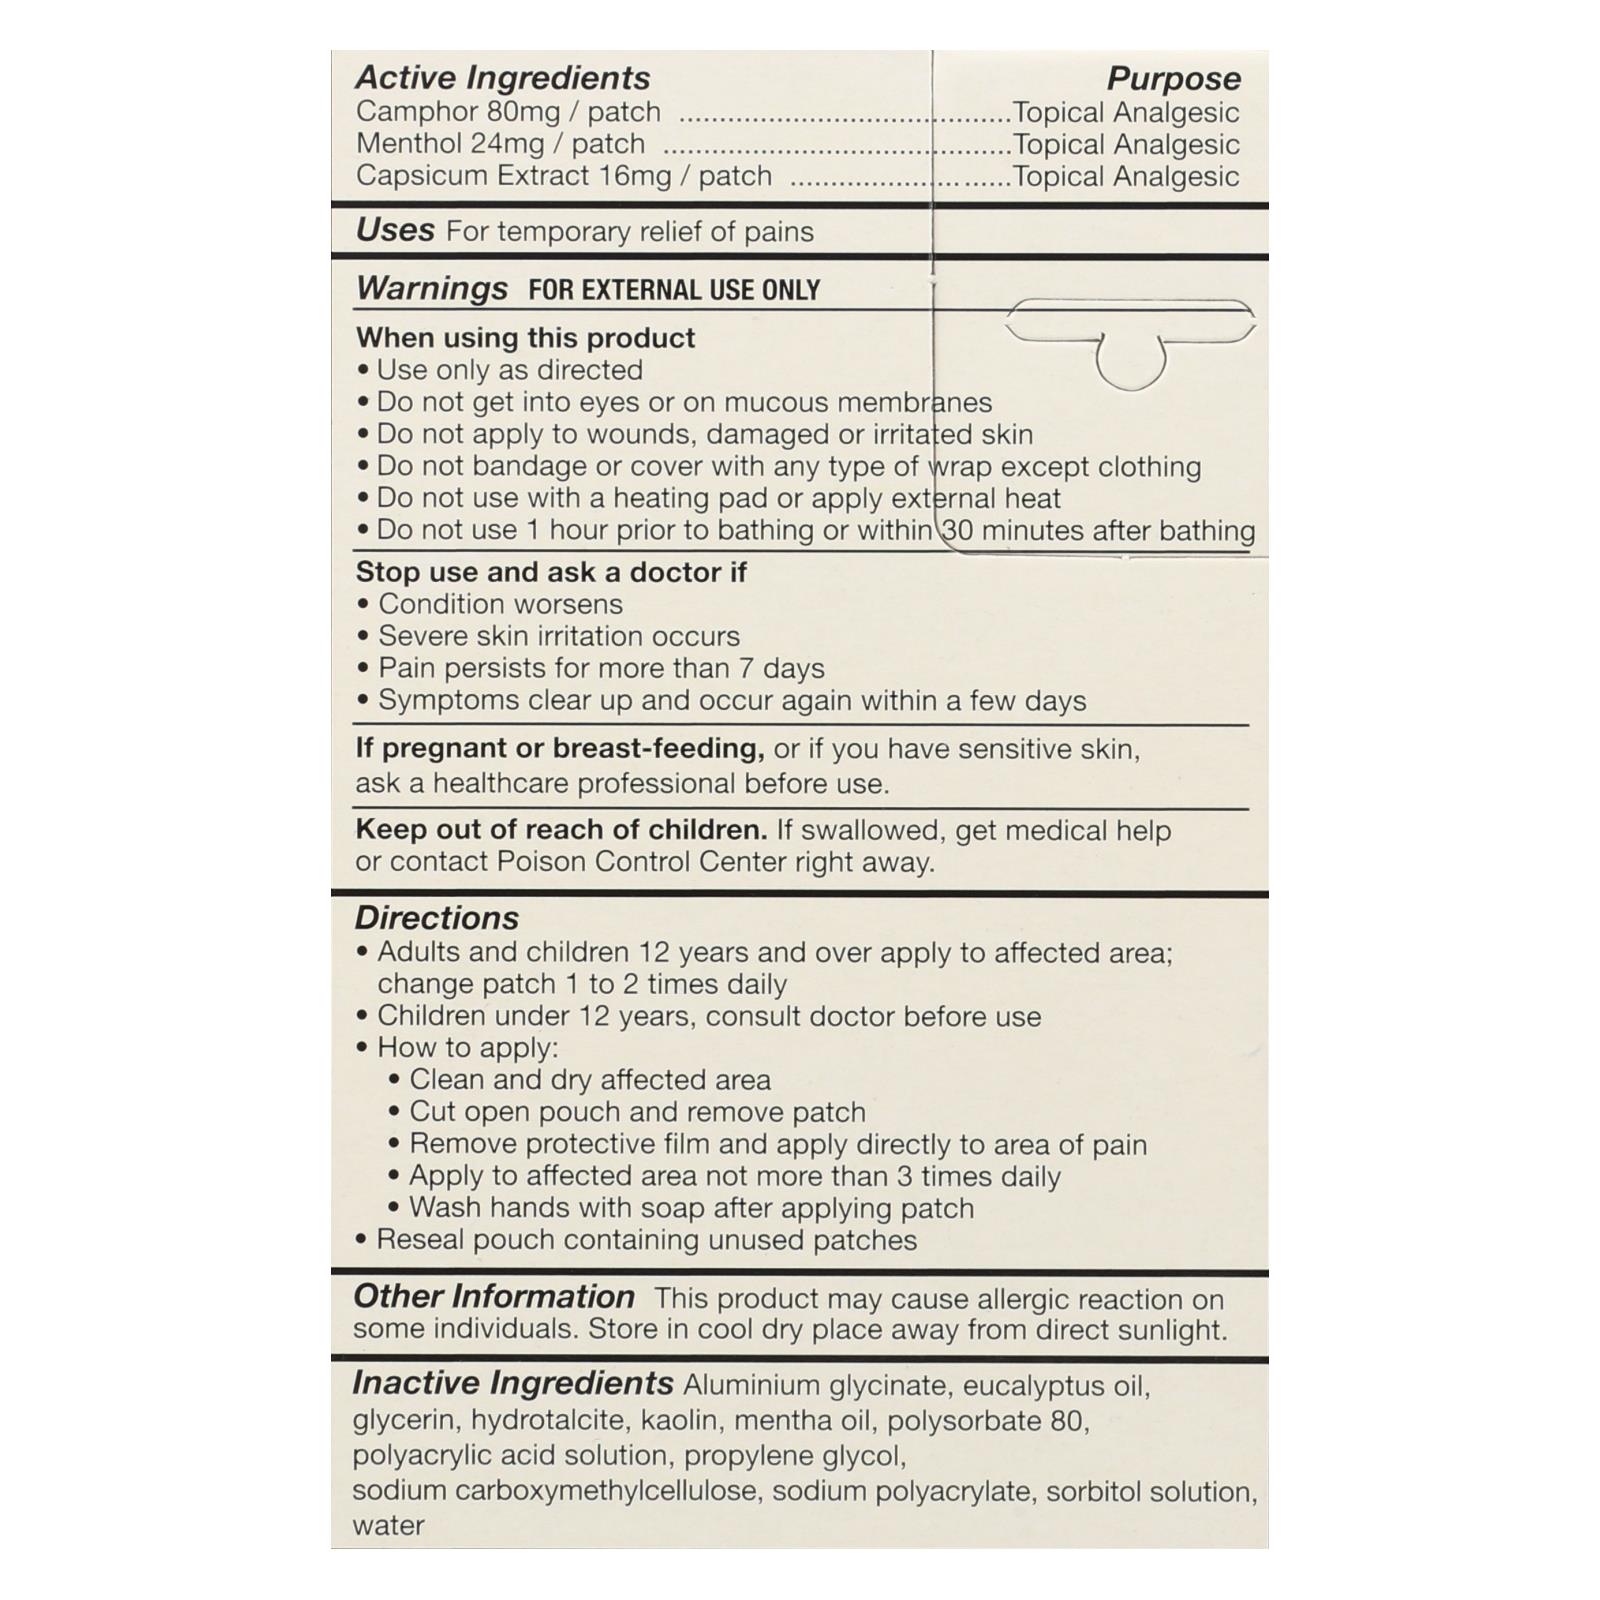 Active Ingredients Purpose
Camphor 80mg / patch ........................................Topical Analgesic
Menthol 24mg / patch ..........................................Topical Analgesic
Capsicum Extract 16mg / patch ...........................Topical Analgesic
Uses For temporary relief of pains
Warnings FOR EXTERNAL USE ONLY
When using this product
• Use only as directed
• Do not get into eyes or on mucous membranes
• Do not apply to wounds, damaged or irritated skin
• Do not bandage or cover with any type of wrap except clothing
• Do not use with a heating pad or apply external heat
• Do not use 1 hour prior to bathing or within 30 minutes after bathing
Stop use and ask a doctor if
• Condition worsens
• Severe skin irritation occurs
• Pain persists for more than 7 days
• Symptoms clear up and occur again within a few days
If pregnant or breast-feeding, or if you have sensitive skin,
ask a healthcare professional before use.
Keep out of reach of children. If swallowed, get medical help
or contact Poison Control Center right away.
Directions
• Adults and children 12 years and over apply to affected area;
change patch 1 to 2 times daily
• Children under 12 years, consult doctor before use
• How to apply:
• Clean and dry affected area
• Cut open pouch and remove patch
• Remove protective film and apply directly to area of pain
• Apply to affected area not more than 3 times daily
• Wash hands with soap after applying patch
• Reseal pouch containing unused patches
Other Information This product may cause allergic reaction on
some individuals. Store in cool dry place away from direct sunlight.
Inactive Ingredients Aluminium glycinate, eucalyptus oil,
glycerin, hydrotalcite, kaolin, mentha oil, polysorbate 80,
polyacrylic acid solution, propylene glycol,
sodium carboxymethylcellulose, sodium polyacrylate, sorbitol solution,
water